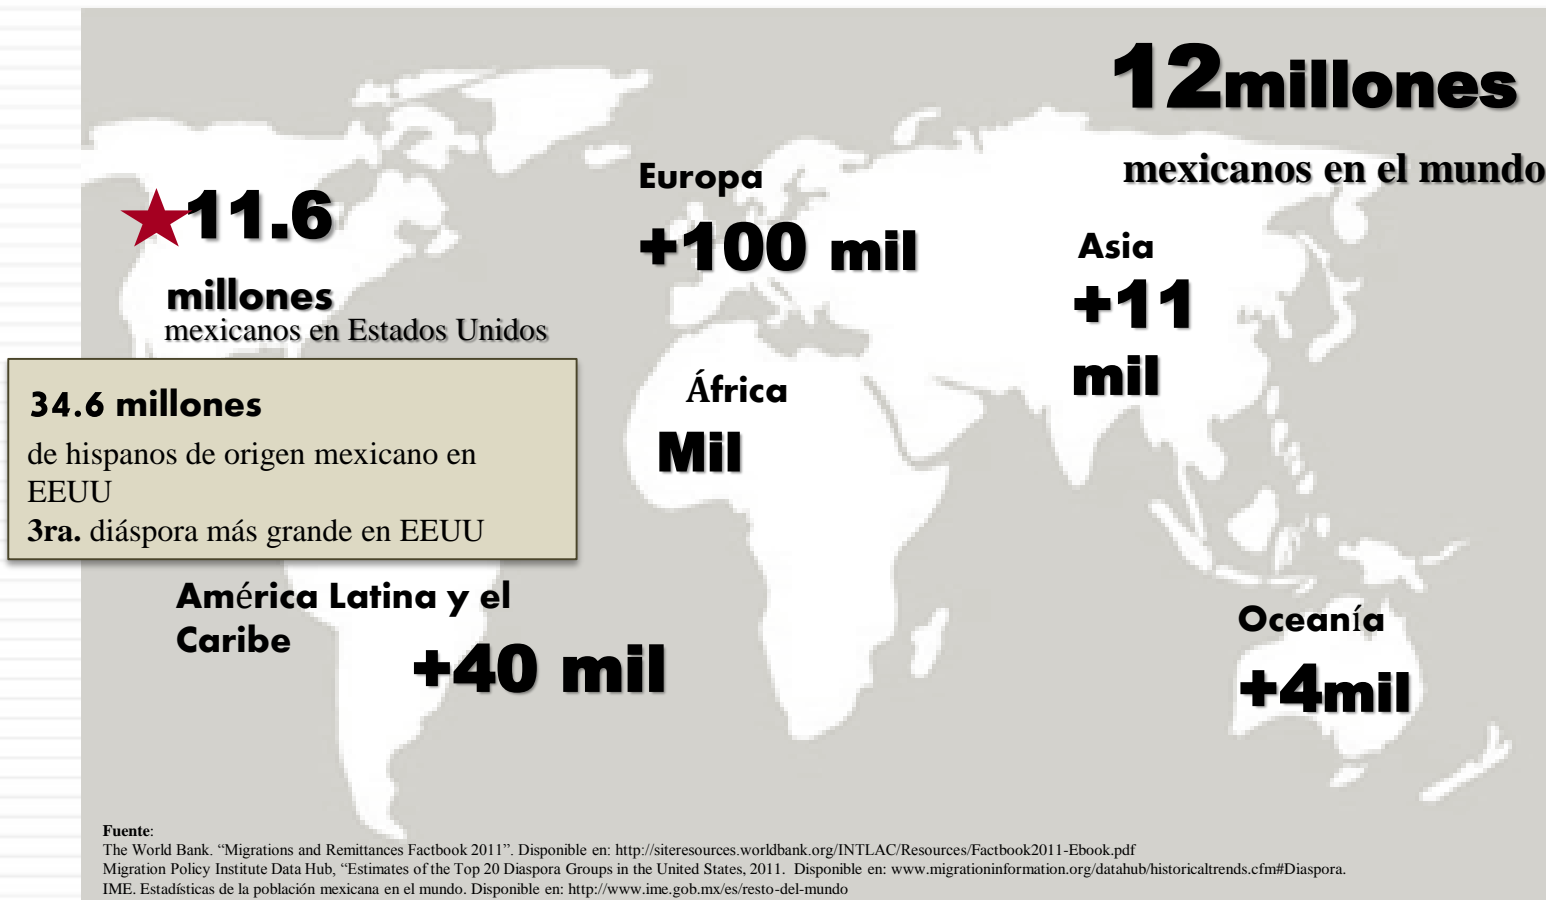 12millones
mexicanos en el mundo
11.6
millones
mexicanos en Estados Unidos
Europa
+100 mil
Asia
+11
mil
África
Mil
34.6 millones
de hispanos de origen mexicano en
EEUU
3ra. diáspora más grande en EEUU
América Latina y el
Caribe
+40 mil
Oceanía
+4mil
Fuente:
The World Bank. “Migrations and Remittances Factbook 2011”. Disponible en: http://siteresources.worldbank.org/INTLAC/Resources/Factbook2011-Ebook.pdf
Migration Policy Institute Data Hub, “Estimates of the Top 20 Diaspora Groups in the United States, 2011.  Disponible en: www.migrationinformation.org/datahub/historicaltrends.cfm#Diaspora.
IME. Estadísticas de la población mexicana en el mundo. Disponible en: http://www.ime.gob.mx/es/resto-del-mundo